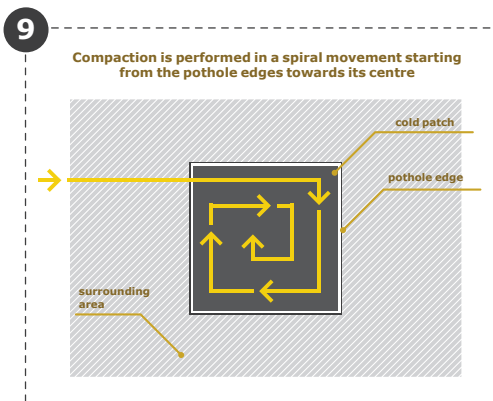 9
Compaction is performed in a spiral movement starting
from the pothole edges towards its centre
cold patch
pothole edge
surrounding
area